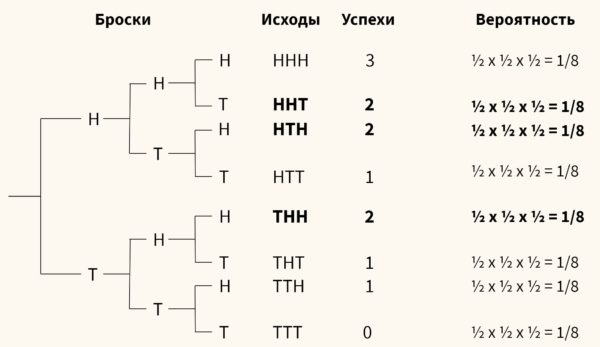 Броски Исходы Успехи Вероятность
H HHH 3 ½ x ½ x ½ = 1/8
H
T HHT 2 ½ x ½ x ½ = 1/8
H
H HTH 2 ½ x ½ x ½ = 1/8
T
T HTT 1 ½ x ½ x ½ = 1/8
H THH 2 ½ x ½ x ½ = 1/8
H
T THT 1 ½ x ½ x ½ = 1/8
T
H TTH 1 ½ x ½ x ½ = 1/8
T
T TTT 0 ½ x ½ x ½ = 1/8